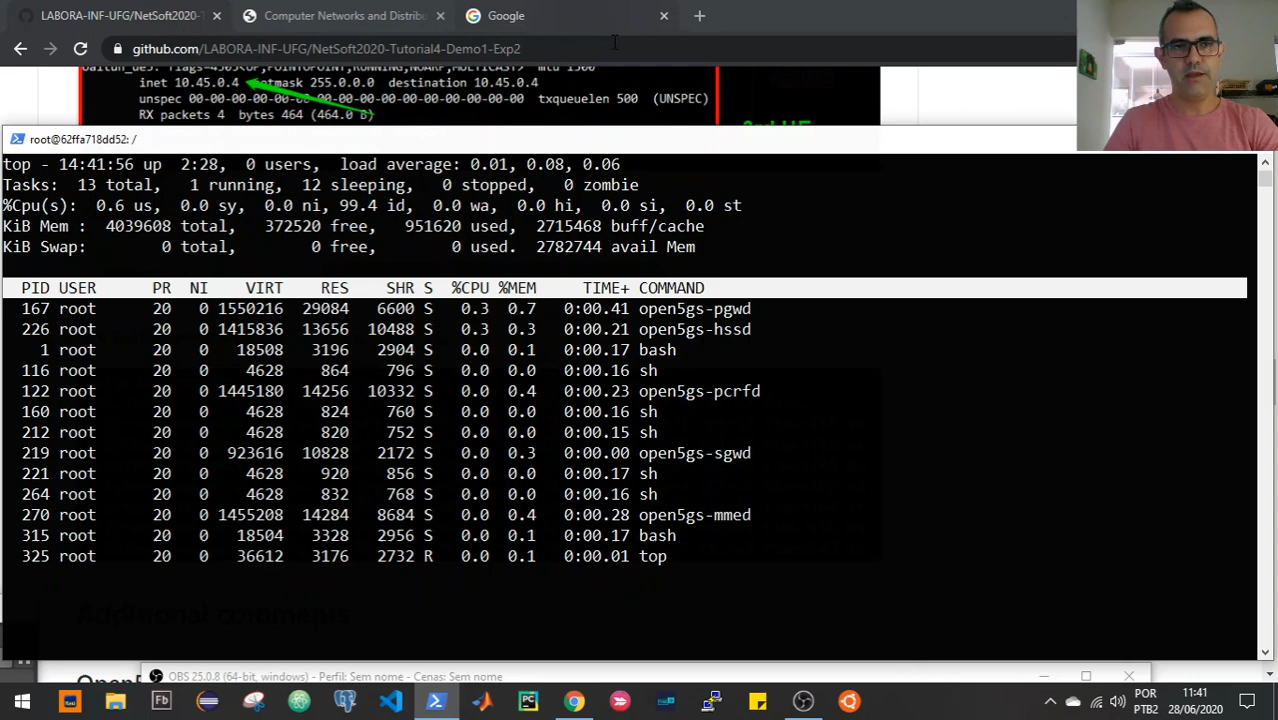 LABORA-INF-UFG/NetSoft2020-T
Computer Networks and Distribu
Google
github.com/LABORA-INF-UFG/NetSoft2020-Tutorial4-Demo1-Exp2
inet 10.45.0.4 netmask 255.0.0.0 destination 10.45.0.4
unspec 00-00-00-00-00-00-00-00-00-00-00-00-00-00-00-00 txqueuelen 500 (UNSPEC)
RX packets 4 bytes 464 (464.0 B)
root@62ffa718dd52: /
top - 14:41:56 up 2:28, 0 users, load average: 0.01, 0.08, 0.06
Tasks: 13 total, 1 running, 12 sleeping, 0 stopped, 0 zombie
%Cpu(s): 0.6 us, 0.0 sy, 0.0 ni, 99.4 id, 0.0 wa, 0.0 hi, 0.0 si, 0.0 st
KiB Mem : 4039608 total, 372520 free, 951620 used, 2715468 buff/cache
KiB Swap: 0 total, 0 free, 0 used. 2782744 avail Mem
PID USER PR NI VIRT RES SHR S %CPU %MEM TIME+ COMMAND
167 root 20 0 1550216 29084 6600 S 0.3 0.7 0:00.41 open5gs-pgwd
226 root 20 0 1415836 13656 10488 S 0.3 0.3 0:00.21 open5gs-hssd
1 root 20 0 18508 3196 2904 S 0.0 0.1 0:00.17 bash
116 root 20 0 4628 864 796 S 0.0 0.0 0:00.16 sh
122 root 20 0 1445180 14256 10332 S 0.0 0.4 0:00.23 open5gs-pcrfd
160 root 20 0 4628 824 760 S 0.0 0.0 0:00.16 sh
212 root 20 0 4628 820 752 S 0.0 0.0 0:00.15 sh
219 root 20 0 923616 10828 2172 S 0.0 0.3 0:00.00 open5gs-sgwd
221 root 20 0 4628 920 856 S 0.0 0.0 0:00.17 sh
264 root 20 0 4628 832 768 S 0.0 0.0 0:00.16 sh
270 root 20 0 1455208 14284 8684 S 0.0 0.4 0:00.28 open5gs-mmed
315 root 20 0 18504 3328 2956 S 0.0 0.1 0:00.17 bash
325 root 20 0 36612 3176 2732 R 0.0 0.1 0:00.01 top
Additional comments
OBS 25.0.8 (64-bit, windows) - Perfil: Sem nome - Cenas: Sem nome
POR
PTB2
11:41
28/06/2020